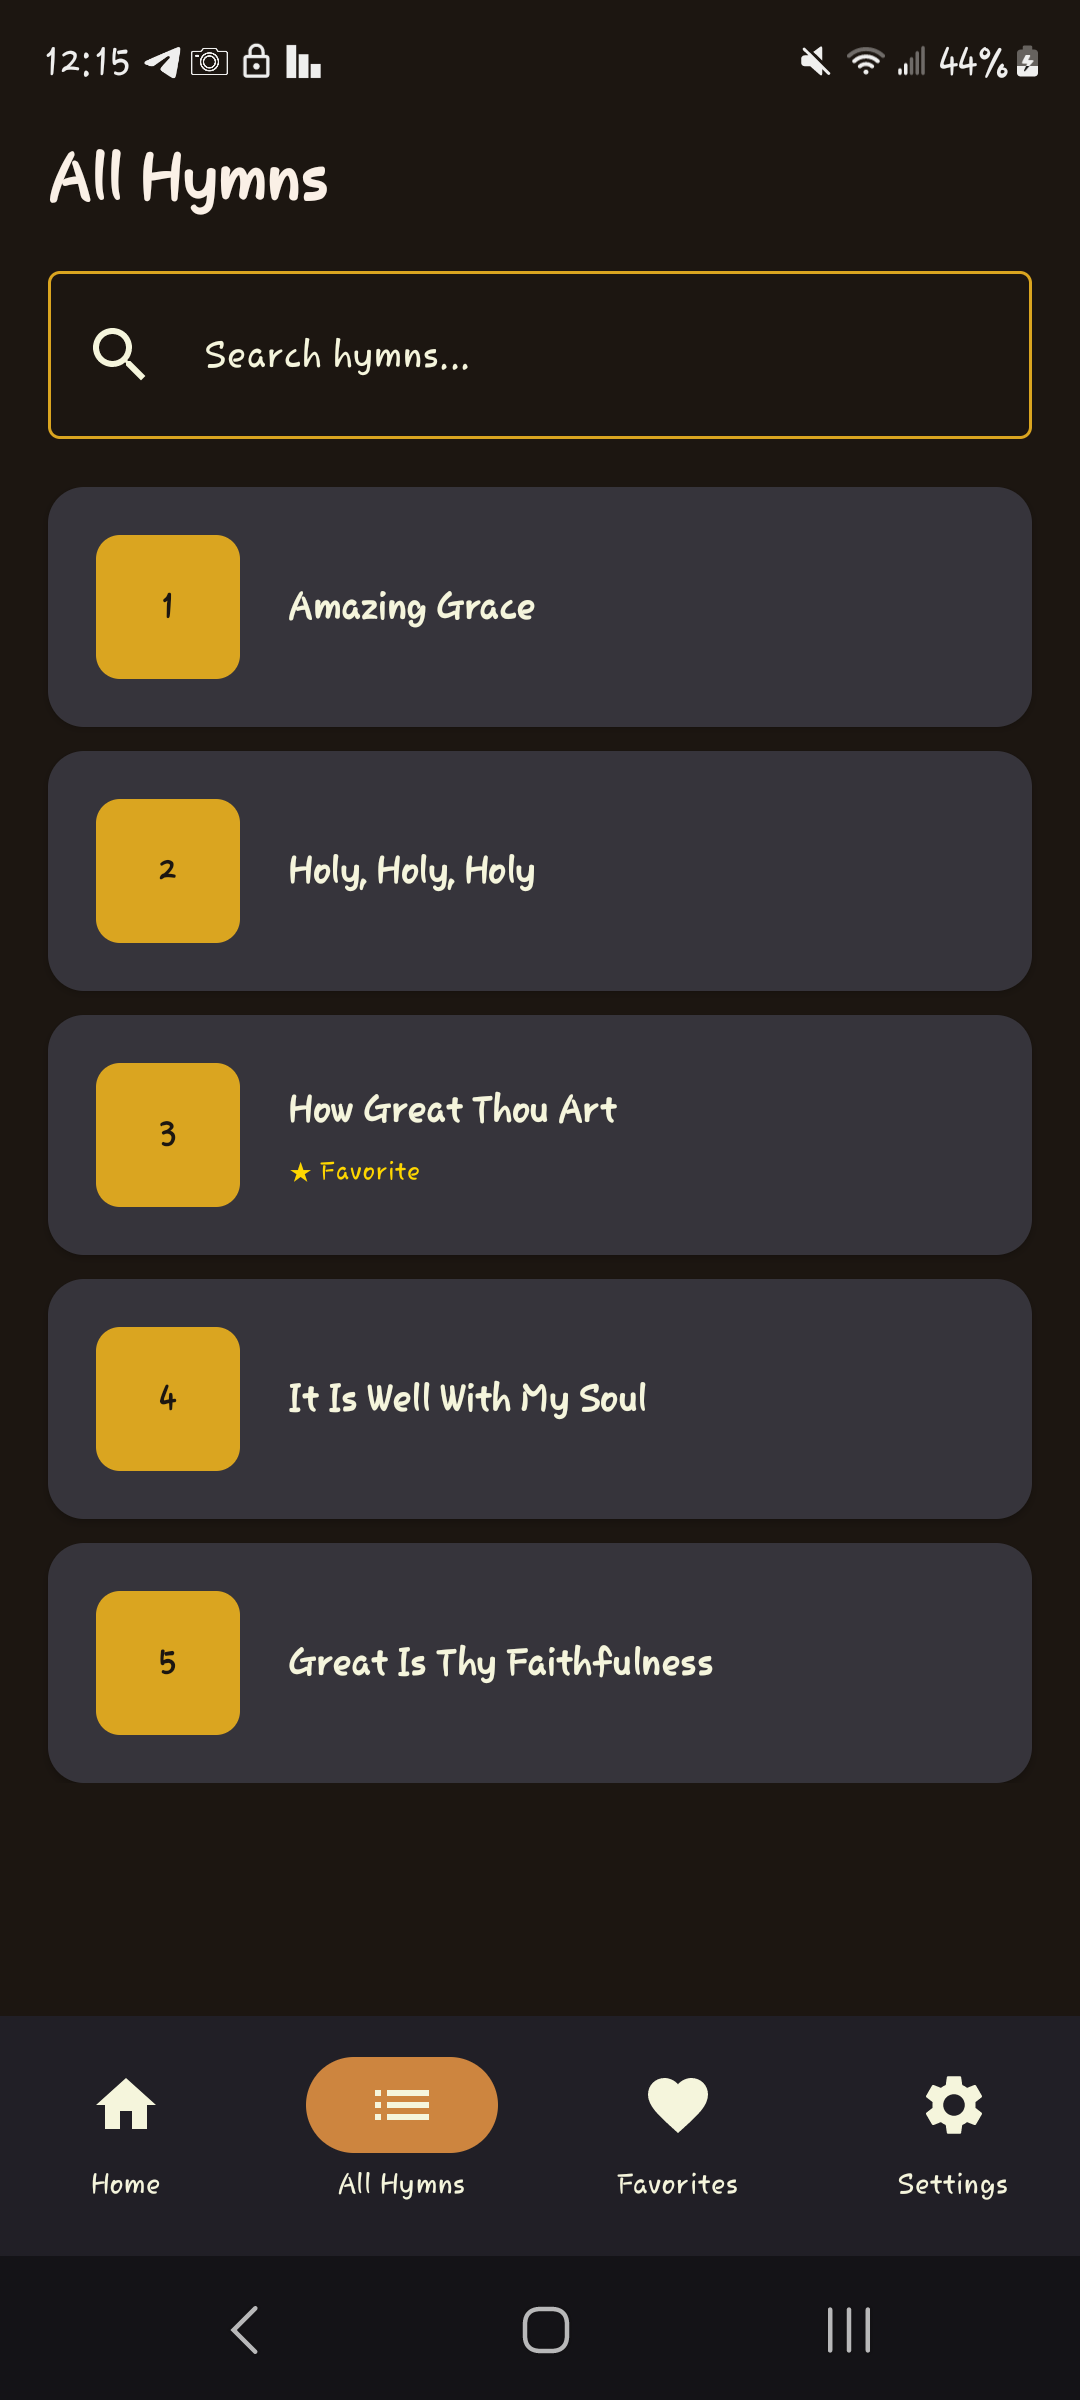 12:15
44%
All Hymns
Search hymns...
1
Amazing Grace
2
Holy, Holy, Holy
3
How Great Thou Art
★ Favorite
4
It Is Well With My Soul
5
Great Is Thy Faithfulness
Home
All Hymns
Favorites
Settings